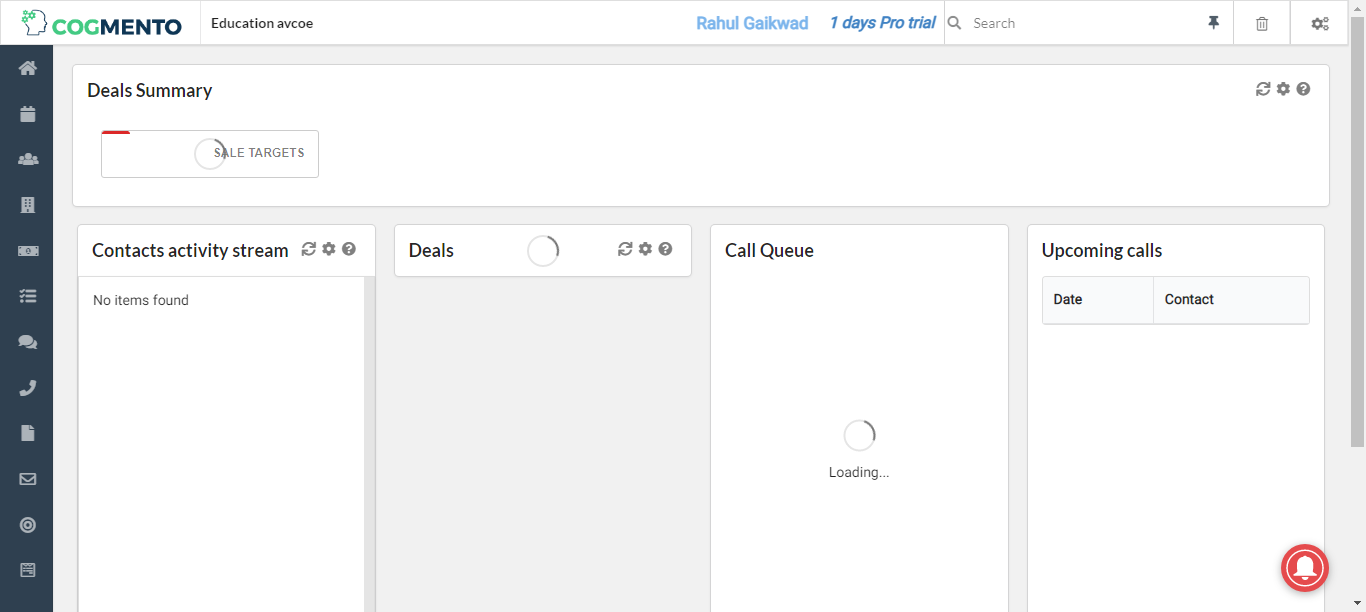 COGMENTO
Education avcoe
Rahul Gaikwad
1 days Pro trial
Search
Deals Summary
SALE TARGETS
Contacts activity stream
Deals
Call Queue
Upcoming calls
No items found
Date
Contact
Loading...